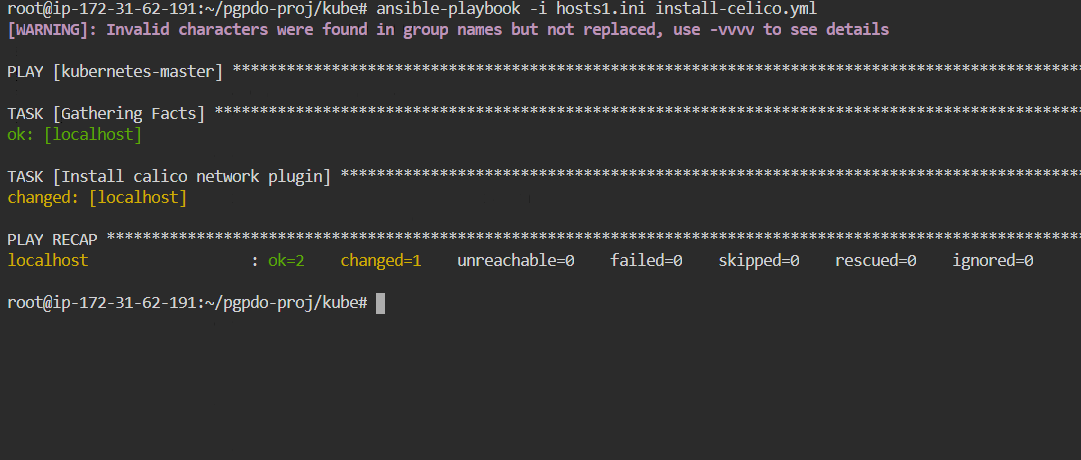 root@ip-172-31-62-191:~/pgpdo-proj/kube# ansible-playbook -i hosts1.ini install-celico.yml
[WARNING]: Invalid characters were found in group names but not replaced, use -vvvv to see details
PLAY [kubernetes-master] *************************************************************************************************
TASK [Gathering Facts] ***************************************************************************************************
ok: [localhost]
TASK [Install calico network plugin] *************************************************************************************
changed: [localhost]
PLAY RECAP ***************************************************************************************************************
localhost : ok=2 changed=1 unreachable=0 failed=0 skipped=0 rescued=0 ignored=0
root@ip-172-31-62-191:~/pgpdo-proj/kube#